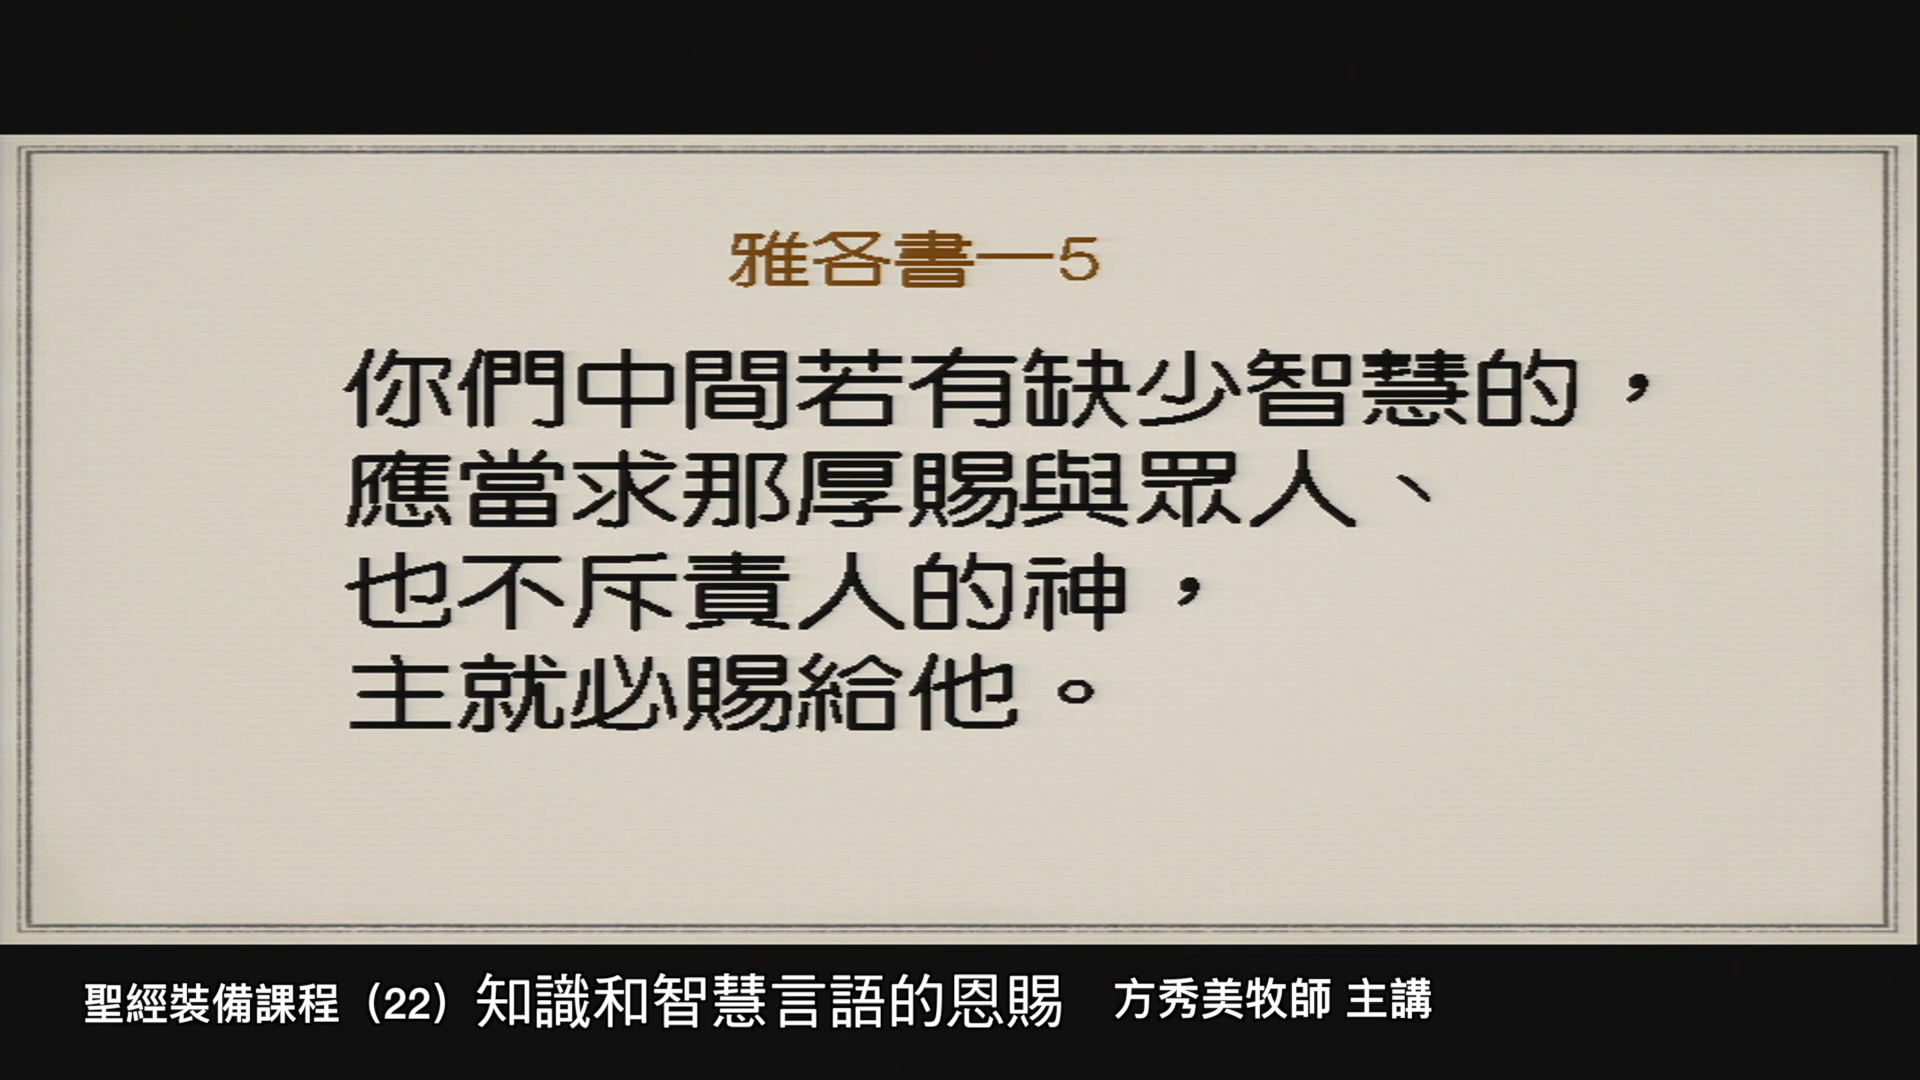 雅各書一5
你們中間若有缺少智慧的，
應當求那厚賜與眾人、
也不斥責人的神，
主就必賜給他。
聖經裝備課程（22）知識和智慧言語的恩賜　方秀美牧師 主講